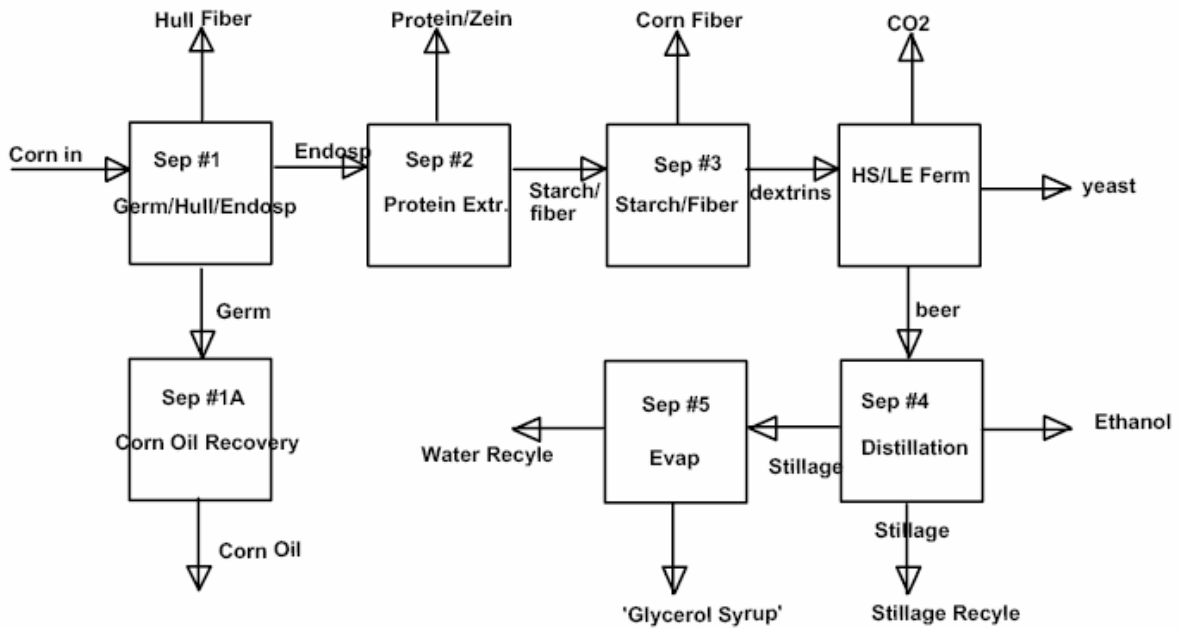 Hull Fiber
Protein/Zein
Corn Fiber
CO2
Corn in
Sep #1
Germ/Hull/Endosp
Endosp
Sep #2
Protein Extr.
Starch/
fiber
Sep #3
Starch/Fiber
dextrins
HS/LE Ferm
yeast
Germ
beer
Sep #1A
Corn Oil Recovery
Water Recyle
Sep #5
Evap
Stillage
Sep #4
Distillation
Ethanol
Stillage
Corn Oil
'Glycerol Syrup'
Stillage Recyle